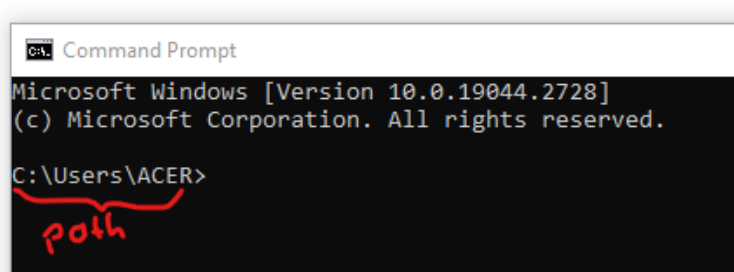 Command Prompt
Microsoft Windows [Version 10.0.19044.2728]
(c) Microsoft Corporation. All rights reserved.
C:\Users\ACER>
path